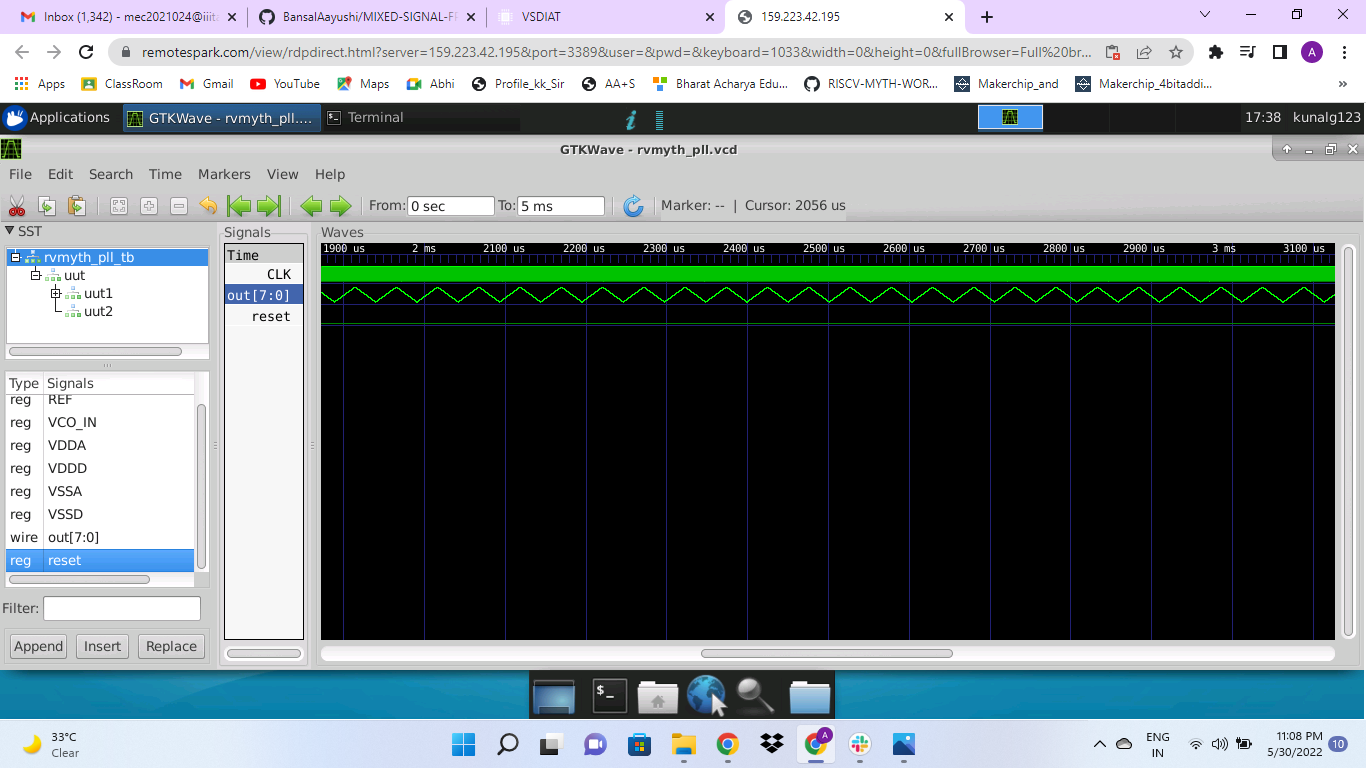 Inbox (1,342) - mec2021024@iiita
BansalAayushi/MIXED-SIGNAL-FE
VSDIAT
159.223.42.195
remotespark.com/view/rdpdirect.html?server=159.223.42.195&port=3389&user=&pwd=&keyboard=1033&width=0&height=0&fullBrowser=Full%20br...
A
Apps
ClassRoom
Gmail
YouTube
Maps
Abhi
Profile_kk_Sir
AA+S
Bharat Acharya Edu...
RISCV-MYTH-WOR...
Makerchip_and
Makerchip_4bitaddi...
»
Applications
GTKWave - rvmyth_pll....
Terminal
17:38
kunalg123
GTKWave - rvmyth_pll.vcd
File Edit Search Time Markers View Help
From: 0 sec To: 5 ms Marker: -- | Cursor: 2056 us
SST
rvmyth_pll_tb
uut
uut1
uut2
Type Signals
reg REF
reg VCO_IN
reg VDDA
reg VDDD
reg VSSA
reg VSSD
wire out[7:0]
reg reset
Filter:
Append Insert Replace
Signals
Time
CLK
out[7:0]
reset
Waves
1900 us 2 ms 2100 us 2200 us 2300 us 2400 us 2500 us 2600 us 2700 us 2800 us 2900 us 3 ms 3100 us
33°C
Clear
A
ENG
IN
11:08 PM
5/30/2022
10